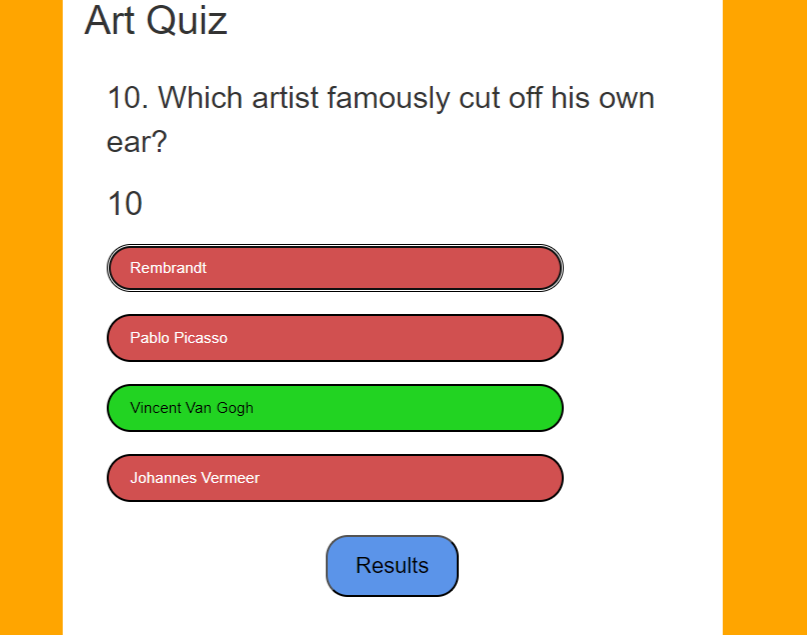 Art Quiz
10. Which artist famously cut off his own
ear?
10
Rembrandt
Pablo Picasso
Vincent Van Gogh
Johannes Vermeer
Results